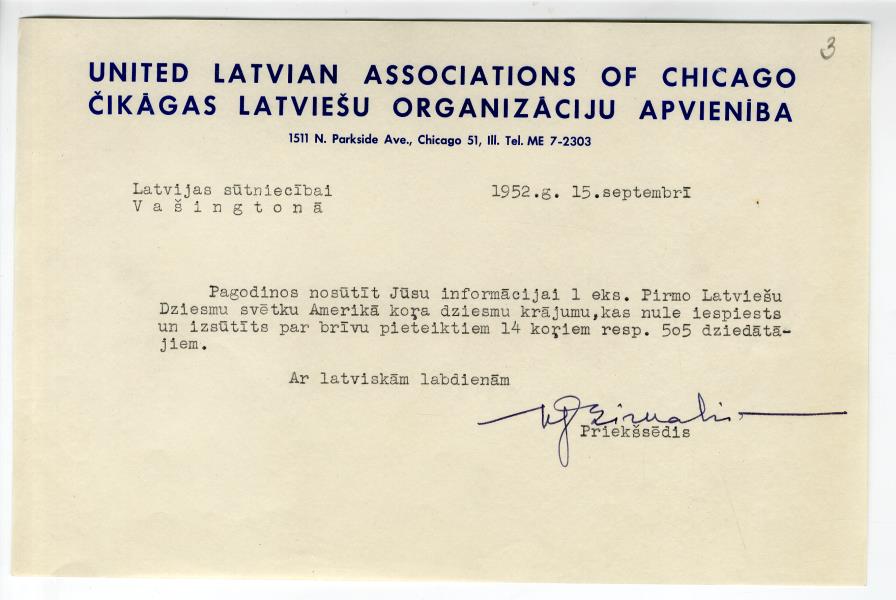 3
UNITED LATVIAN ASSOCIATIONS OF CHICAGO
ČIKĀGAS LATVIEŠU ORGANIZĀCIJU APVIENĪBA
1511 N. Parkside Ave., Chicago 51, Ill. Tel. ME 7-2303
Latvijas sūtniecībai 1952.g. 15.septembrī
V a š i n g t o n ā
Pagodinos nosūtīt Jūsu informācijai 1 eks. Pirmo Latviešu
Dziesmu svētku Amerikā koŗa dziesmu krājumu,kas nule iespiests
un izsūtīts par brīvu pieteiktiem 14 koŗiem resp. 5o5 dziedātā-
jiem.
Ar latviskām labdienām
Priekšsēdis